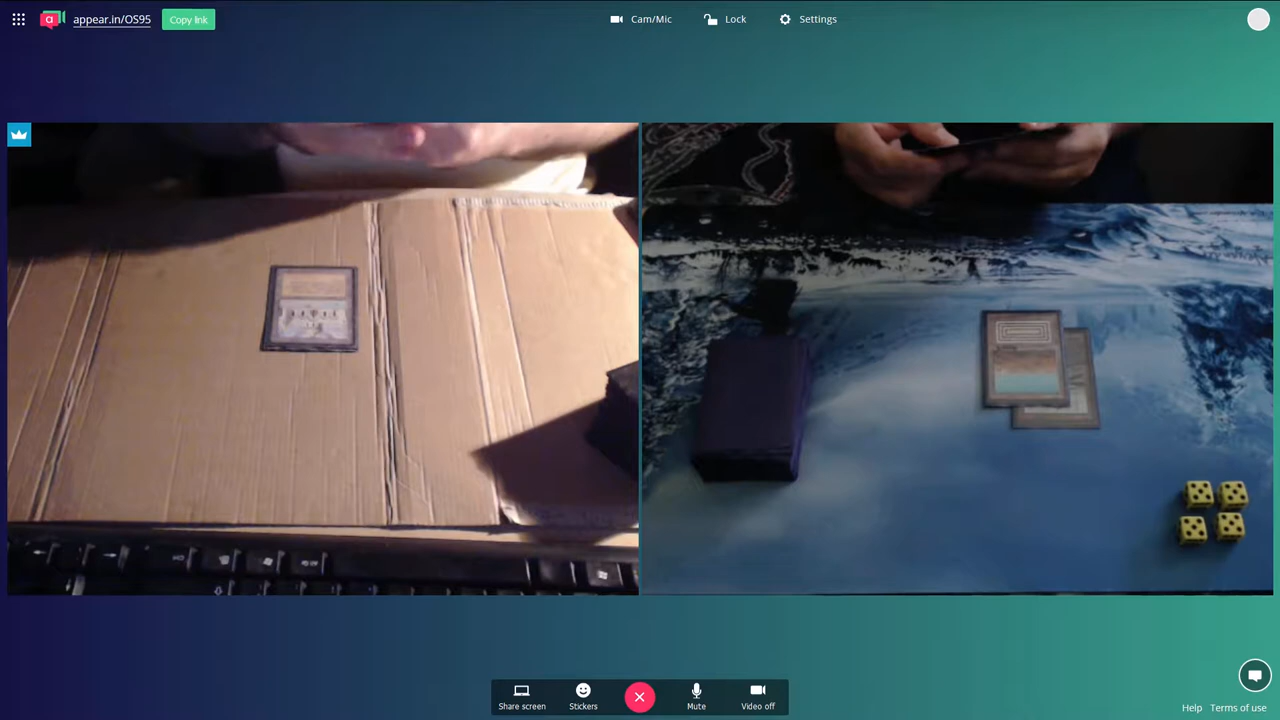 appear.in/OS95
Copy link
Cam/Mic
Lock
Settings
Share screen
Stickers
Mute
Video off
Help
Terms of use